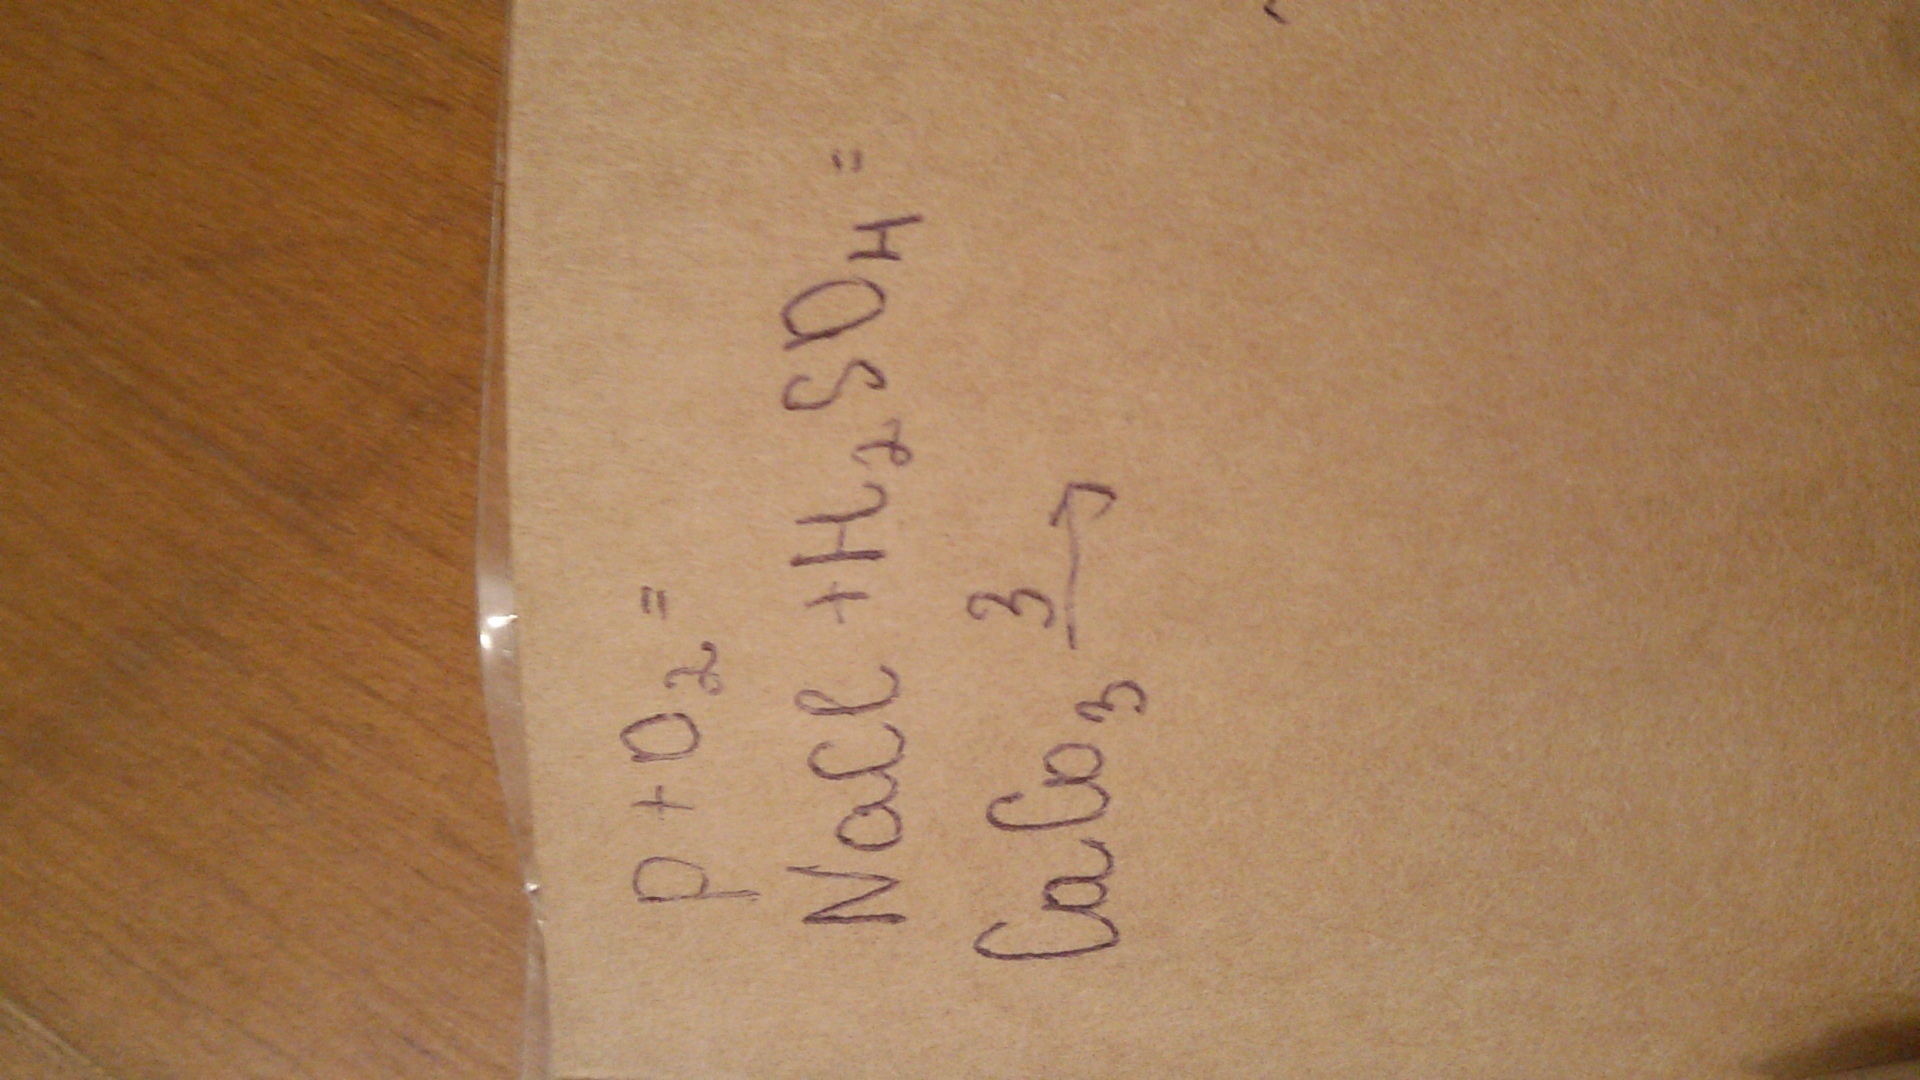 P + O₂ =
NaCl + H₂SO₄ =
CaCo₃ 3→